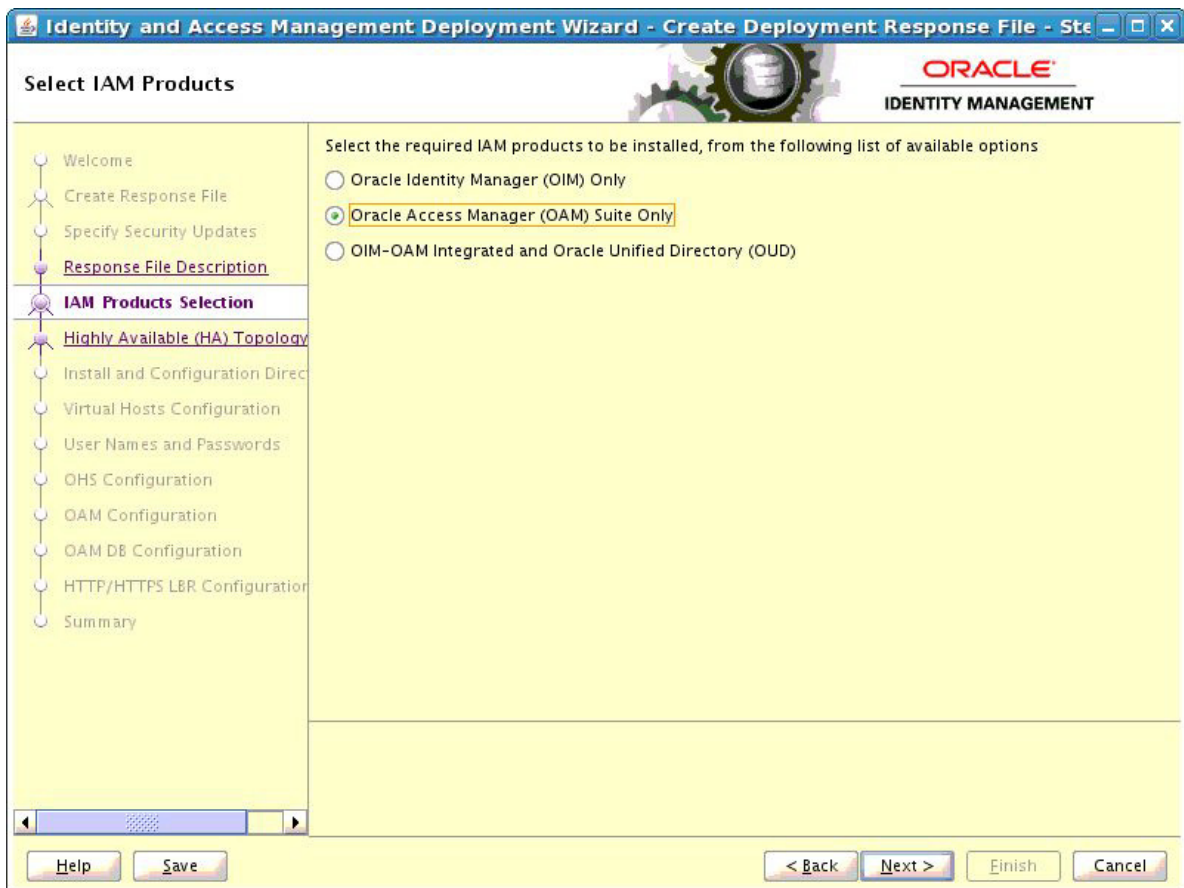 Identity and Access Management Deployment Wizard - Create Deployment Response File - Ste
Select IAM Products
ORACLE
IDENTITY MANAGEMENT
Welcome
Create Response File
Specify Security Updates
Response File Description
IAM Products Selection
Highly Available (HA) Topology
Install and Configuration Direc
Virtual Hosts Configuration
User Names and Passwords
OHS Configuration
OAM Configuration
OAM DB Configuration
HTTP/HTTPS LBR Configuration
Summary
Select the required IAM products to be installed, from the following list of available options
Oracle Identity Manager (OIM) Only
Oracle Access Manager (OAM) Suite Only
OIM-OAM Integrated and Oracle Unified Directory (OUD)
Help
Save
< Back
Next >
Finish
Cancel